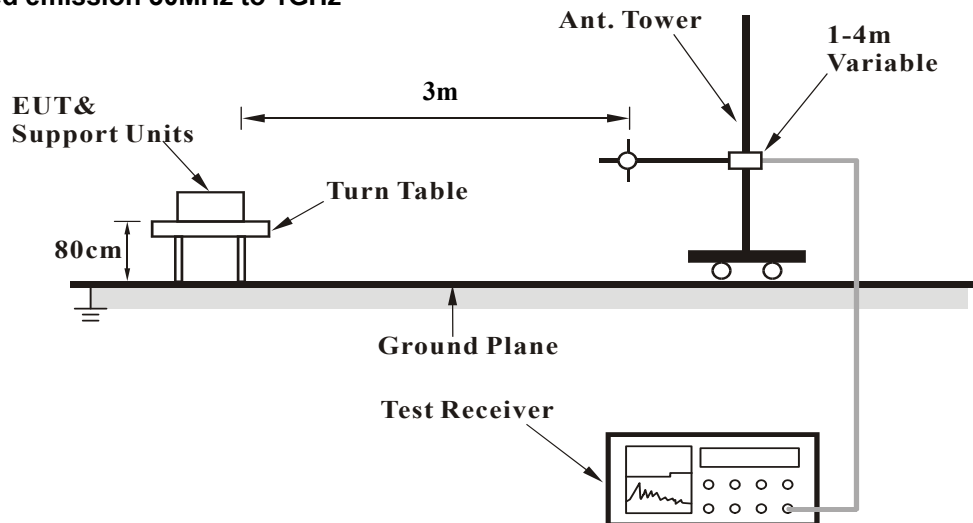 Ant. Tower
1-4m
Variable
3m
EUT&
Support Units
Turn Table
80cm
Ground Plane
Test Receiver